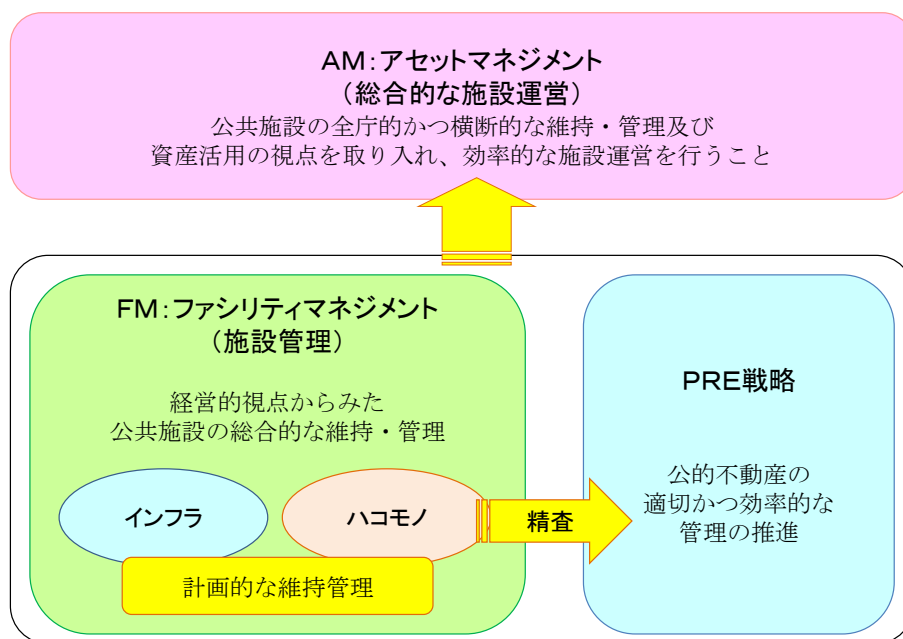 AM:アセットマネジメント
(総合的な施設運営)
公共施設の全庁的かつ横断的な維持・管理及び
資産活用の視点を取り入れ、効率的な施設運営を行うこと
FM:ファシリティマネジメント
(施設管理)
経営的視点からみた
公共施設の総合的な維持・管理
インフラ
ハコモノ
計画的な維持管理
精査
PRE戦略
公的不動産の
適切かつ効率的な
管理の推進